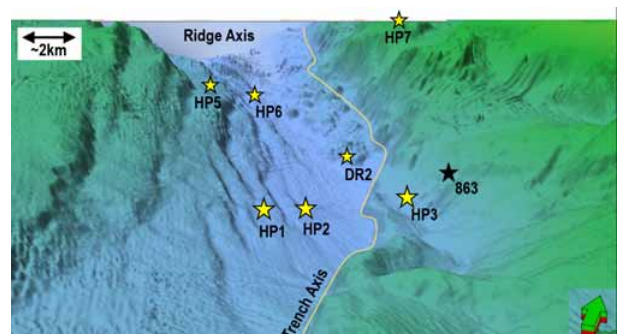 ~2km
Ridge Axis
HP7
HP5
HP6
DR2
863
HP3
HP1
HP2
Trench Axis